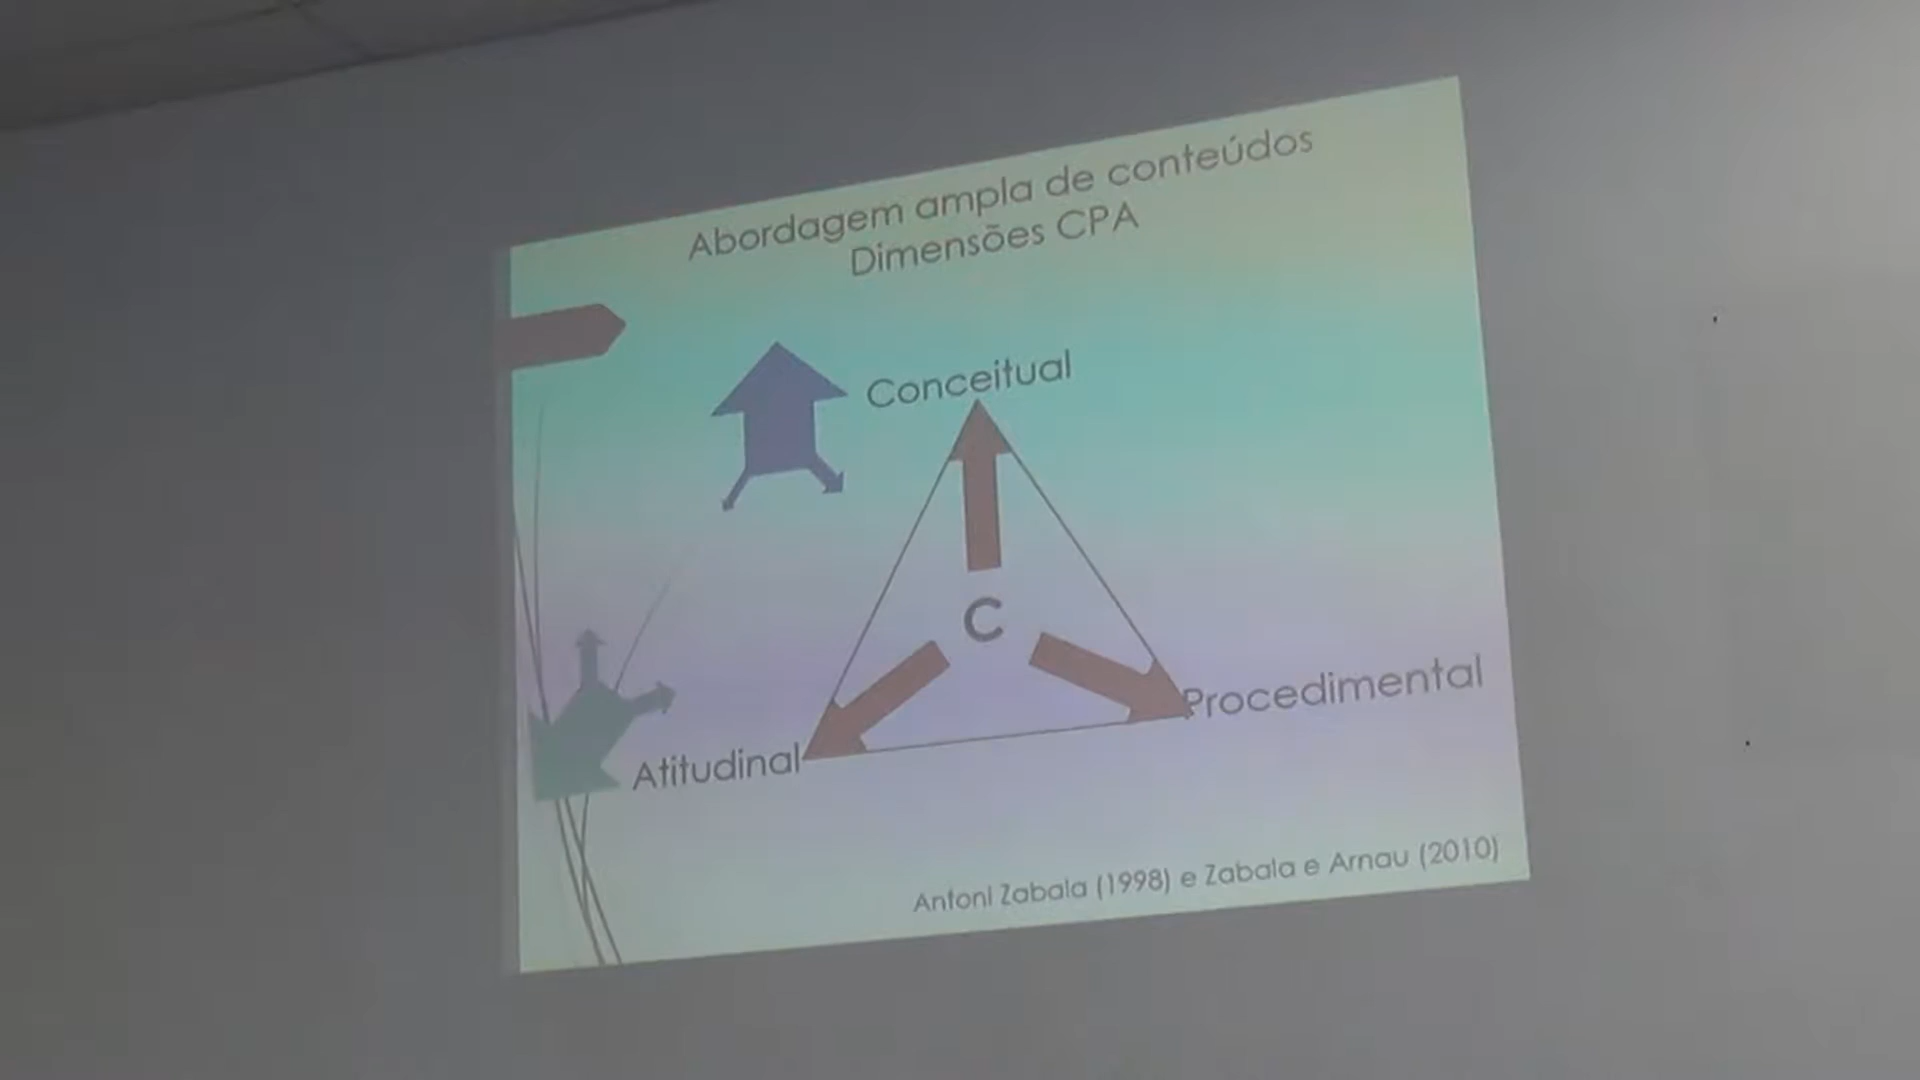 Abordagem ampla de conteúdos
Dimensões CPA
Conceitual
C
Procedimental
Atitudinal
Antoni Zabala (1998) e Zabala e Arnau (2010)